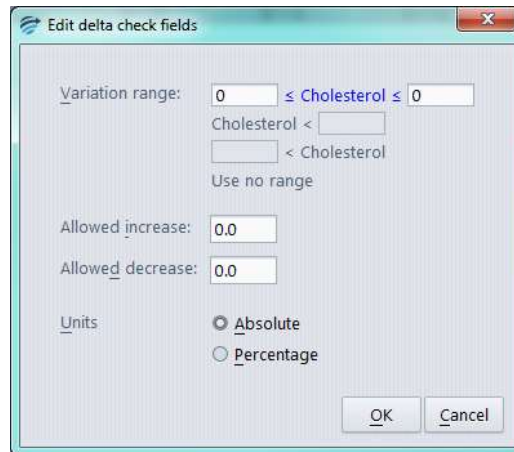 Edit delta check fields
Variation range: 0 ≤ Cholesterol ≤ 0
Cholesterol <
< Cholesterol
Use no range
Allowed increase: 0.0
Allowed decrease: 0.0
Units Absolute
Percentage
OK Cancel